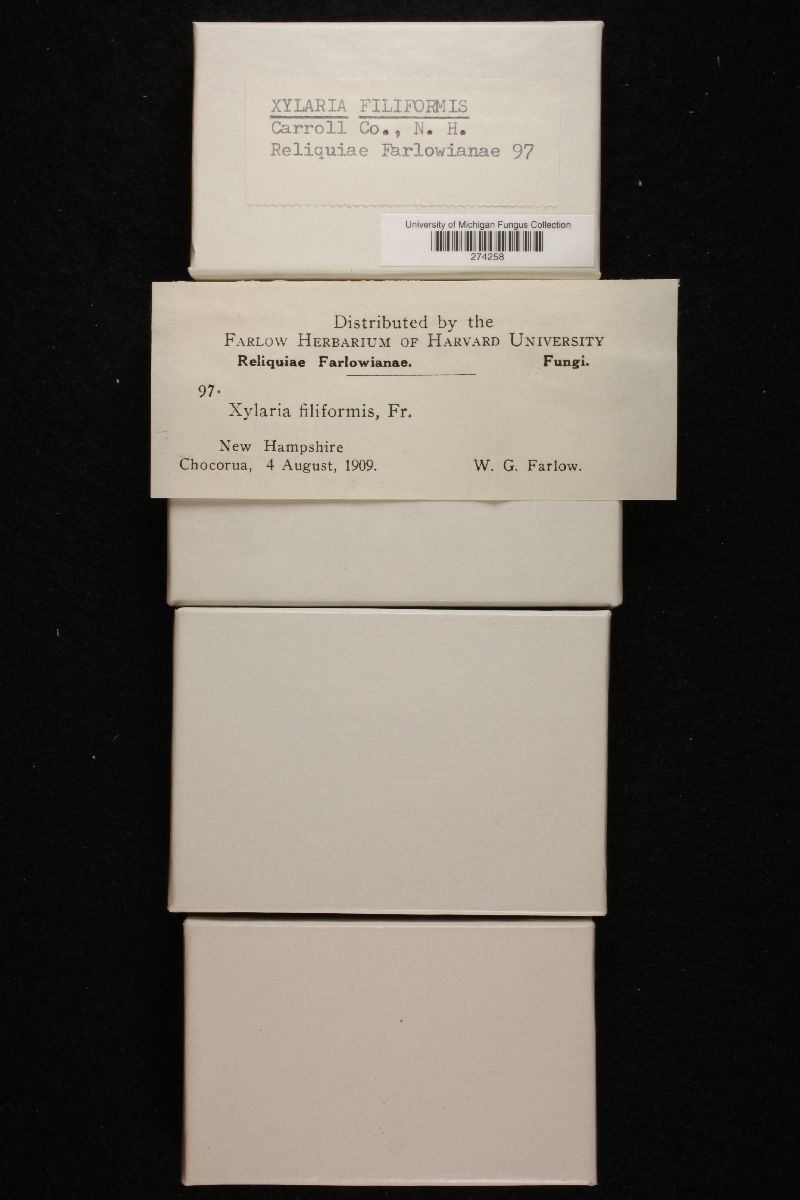 XYLARIA FILIFORMIS
Carroll Co., N. H.
Reliquiae Farlowianae 97
University of Michigan Fungus Collection
274258
Distributed by the
FARLOW HERBARIUM OF HARVARD UNIVERSITY
Reliquiae Farlowianae. Fungi.
97.
Xylaria filiformis, Fr.
New Hampshire
Chocorua, 4 August, 1909. W. G. Farlow.